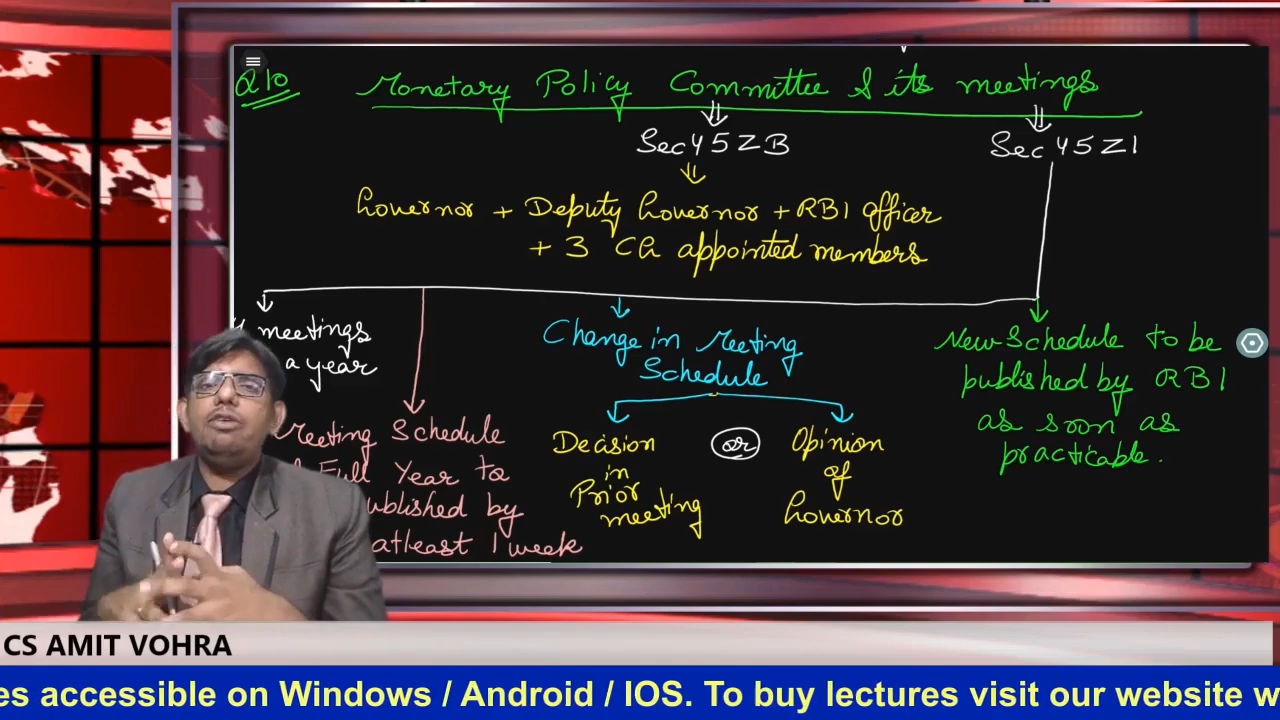 Q10 Monetary Policy Committee & its meetings
Sec 45ZB
Sec 45ZI
Governor + Deputy Governor + RBI officer
+ 3 CG appointed members
meetings
a year
Meeting Schedule
Full Year to
published by
atleast 1 week
Change in Meeting
Schedule
Decision
in
Prior
meeting
or
Opinion
of
Governor
New Schedule to be
published by RBI
as soon as
practicable.
CS AMIT VOHRA
es accessible on Windows / Android / IOS. To buy lectures visit our website w